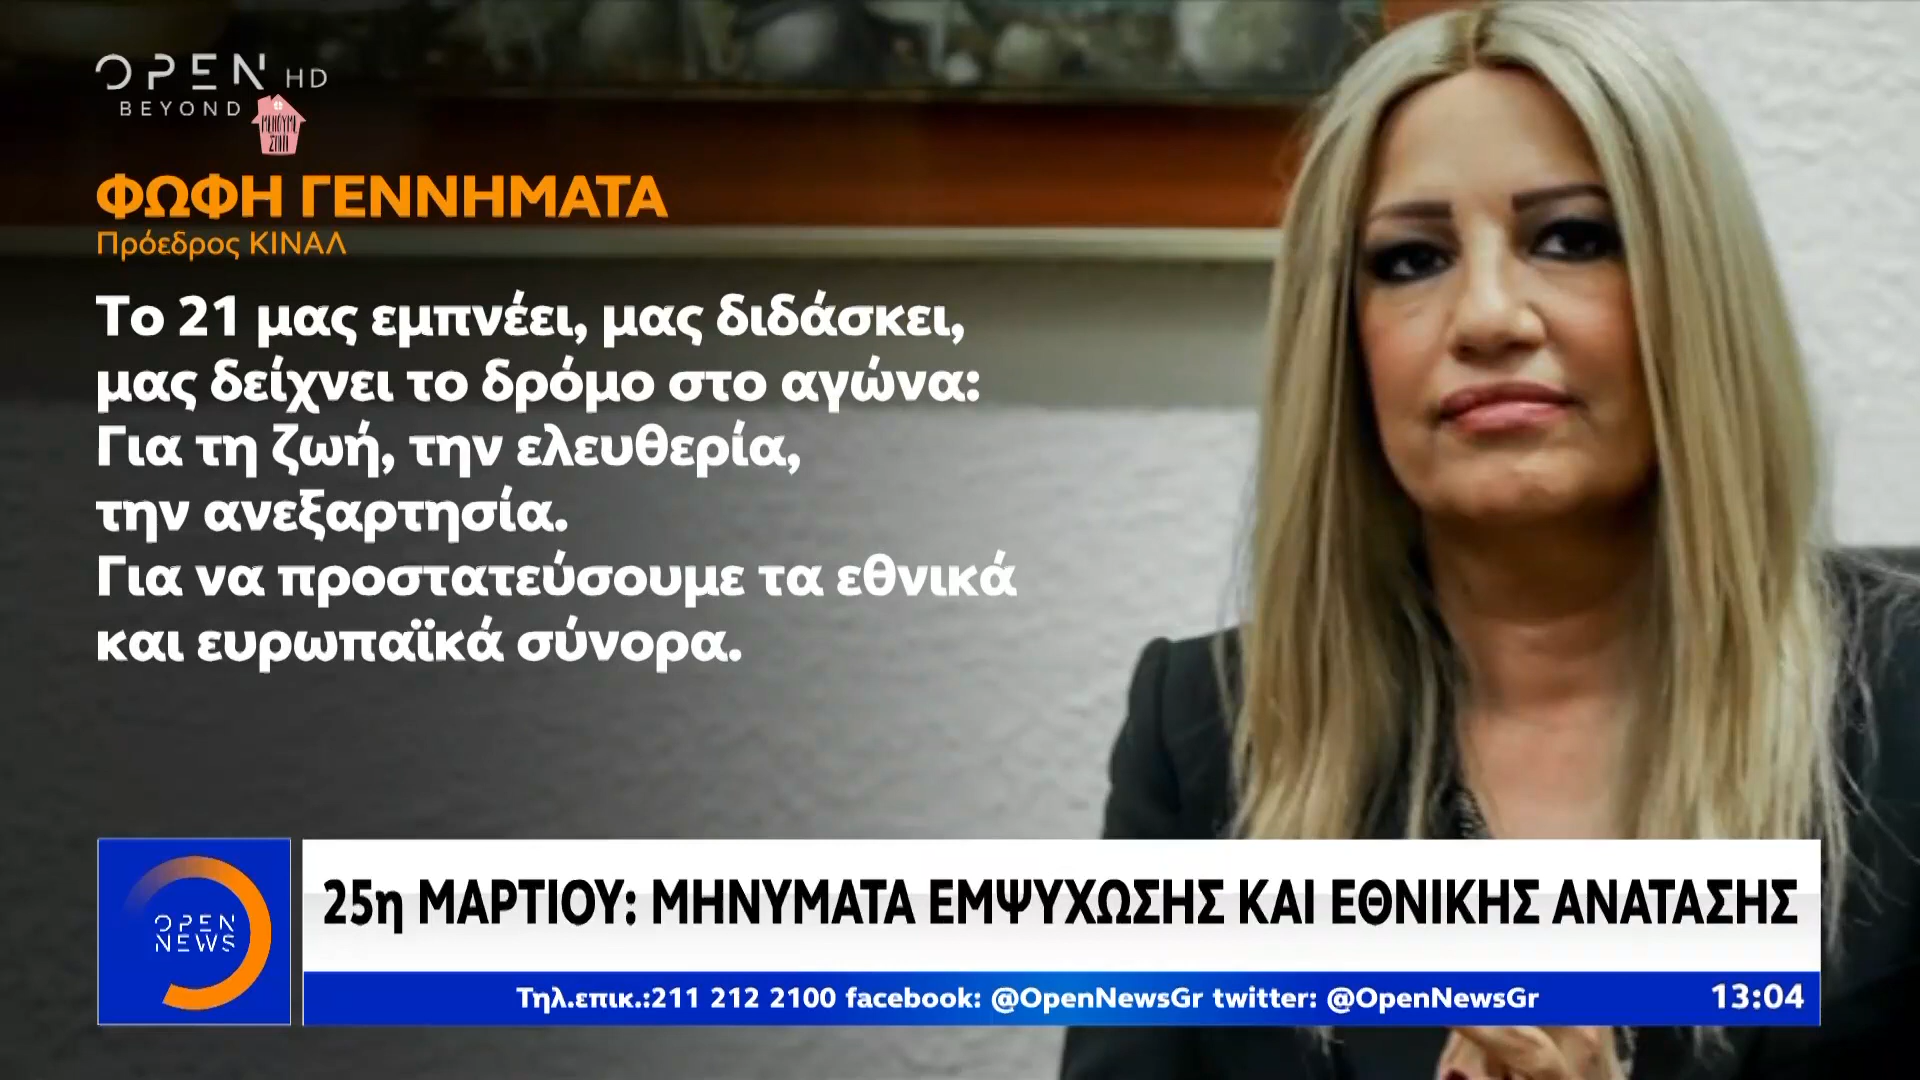 OPEN HD
BEYOND
ΜΕΝΟΥΜΕ
ΣΠΙΤΙ
ΦΩΦΗ ΓΕΝΝΗΜΑΤΑ
Πρόεδρος ΚΙΝΑΛ
Το 21 μας εμπνέει, μας διδάσκει,
μας δείχνει το δρόμο στο αγώνα:
Για τη ζωή, την ελευθερία,
την ανεξαρτησία.
Για να προστατεύσουμε τα εθνικά
και ευρωπαϊκά σύνορα.
OPEN
NEWS
25η ΜΑΡΤΙΟΥ: ΜΗΝΥΜΑΤΑ ΕΜΨΥΧΩΣΗΣ ΚΑΙ ΕΘΝΙΚΗΣ ΑΝΑΤΑΣΗΣ
Τηλ.επικ.:211 212 2100 facebook: @OpenNewsGr twitter: @OpenNewsGr 13:04